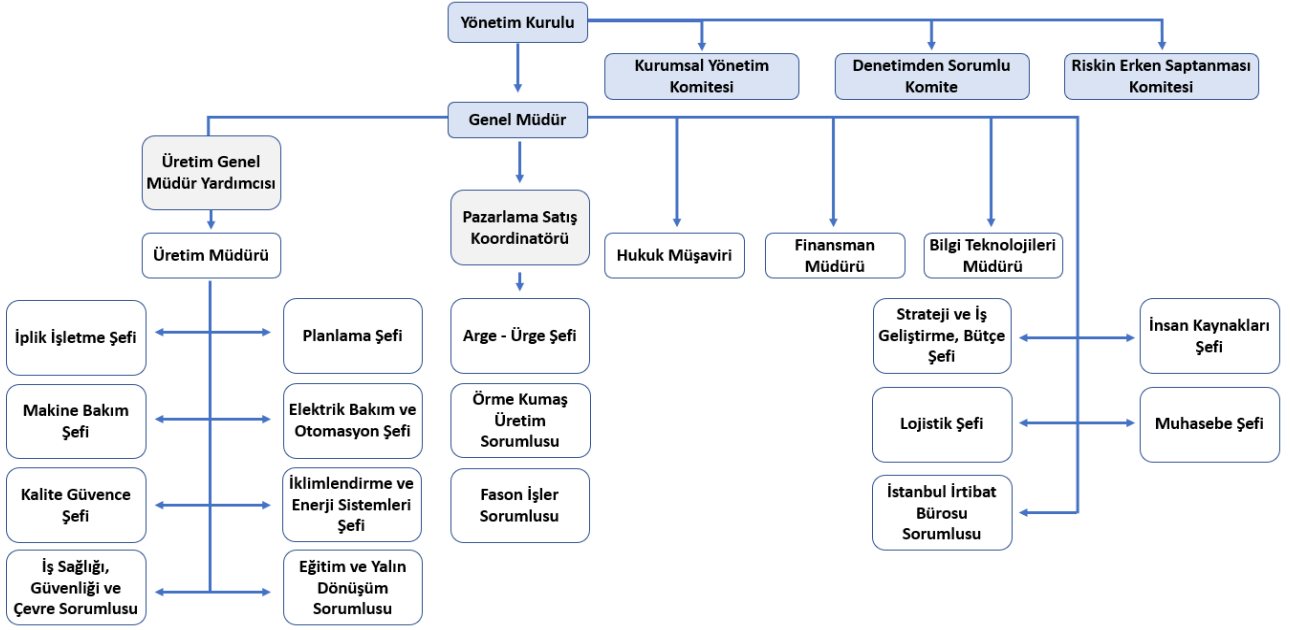 Yönetim Kurulu
Kurumsal Yönetim
Komitesi
Denetimden Sorumlu
Komite
Riskin Erken Saptanması
Komitesi
Genel Müdür
Üretim Genel
Müdür Yardımcısı
Pazarlama Satış
Koordinatörü
Üretim Müdürü
Hukuk Müşaviri
Finansman
Müdürü
Bilgi Teknolojileri
Müdürü
İplik İşletme Şefi
Planlama Şefi
Arge - Ürge Şefi
Strateji ve İş
Geliştirme, Bütçe
Şefi
İnsan Kaynakları
Şefi
Makine Bakım
Şefi
Elektrik Bakım ve
Otomasyon Şefi
Örme Kumaş
Üretim
Sorumlusu
Lojistik Şefi
Muhasebe Şefi
Kalite Güvence
Şefi
İklimlendirme ve
Enerji Sistemleri
Şefi
Fason İşler
Sorumlusu
İstanbul İrtibat
Bürosu
Sorumlusu
İş Sağlığı,
Güvenliği ve
Çevre Sorumlusu
Eğitim ve Yalın
Dönüşüm
Sorumlusu